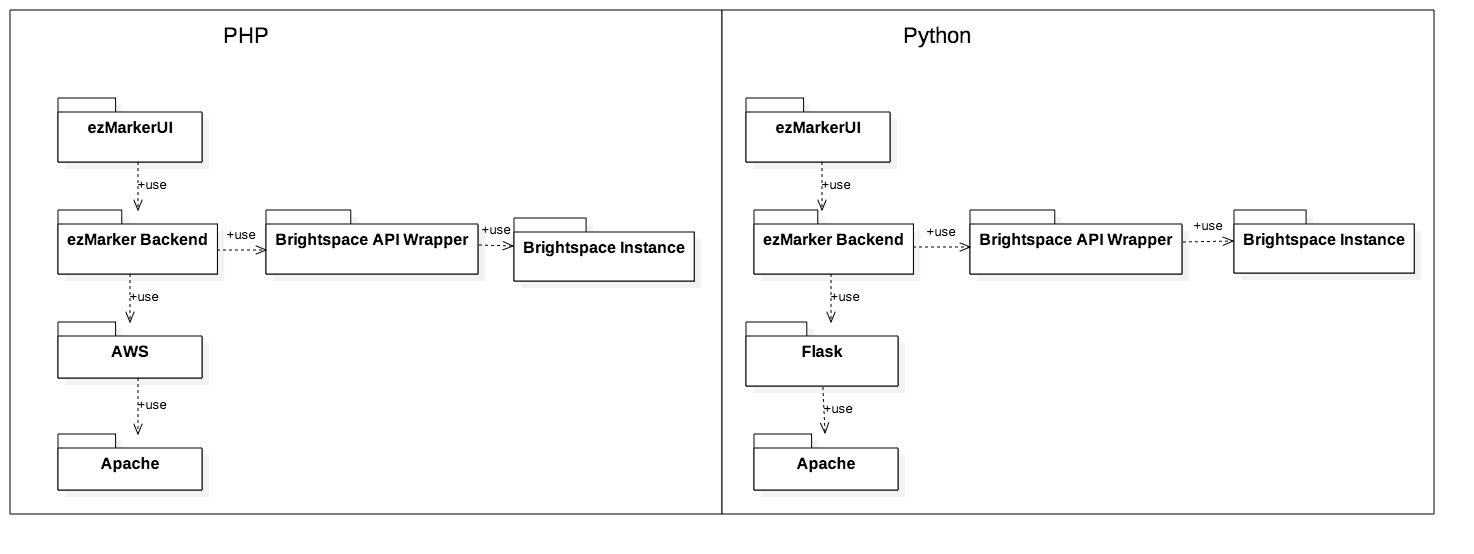 PHP
ezMarkerUI
+use
ezMarker Backend
+use
Brightspace API Wrapper
+use
Brightspace Instance
+use
AWS
+use
Apache
Python
ezMarkerUI
+use
ezMarker Backend
+use
Brightspace API Wrapper
+use
Brightspace Instance
+use
Flask
+use
Apache